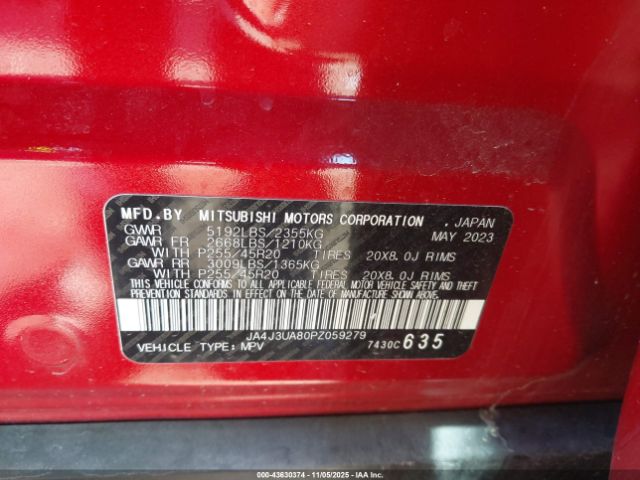 MFD.BY MITSUBISHI MOTORS CORPORATION , JAPAN
GVWR 5192LBS/2355KG MAY 2023
GAWR FR 2668LBS/1210KG
WITH P255/45R20 TIRES 20X8.0J RIMS
GAWR RR 3009LBS/1365KG
WITH P255/45R20 TIRES 20X8.0J RIMS
THIS VEHICLE CONFORMS TO ALL APPLICABLE FEDERAL MOTOR VEHICLE SAFETY AND THEFT
PREVENTION STANDARDS IN EFFECT ON THE DATE OF MANUFACTURE SHOWN ABOVE.
JA4J3UA80PZ059279
VEHICLE TYPE: MPV 7430C 635
000-43630374 - 11/05/2025 - IAA Inc.